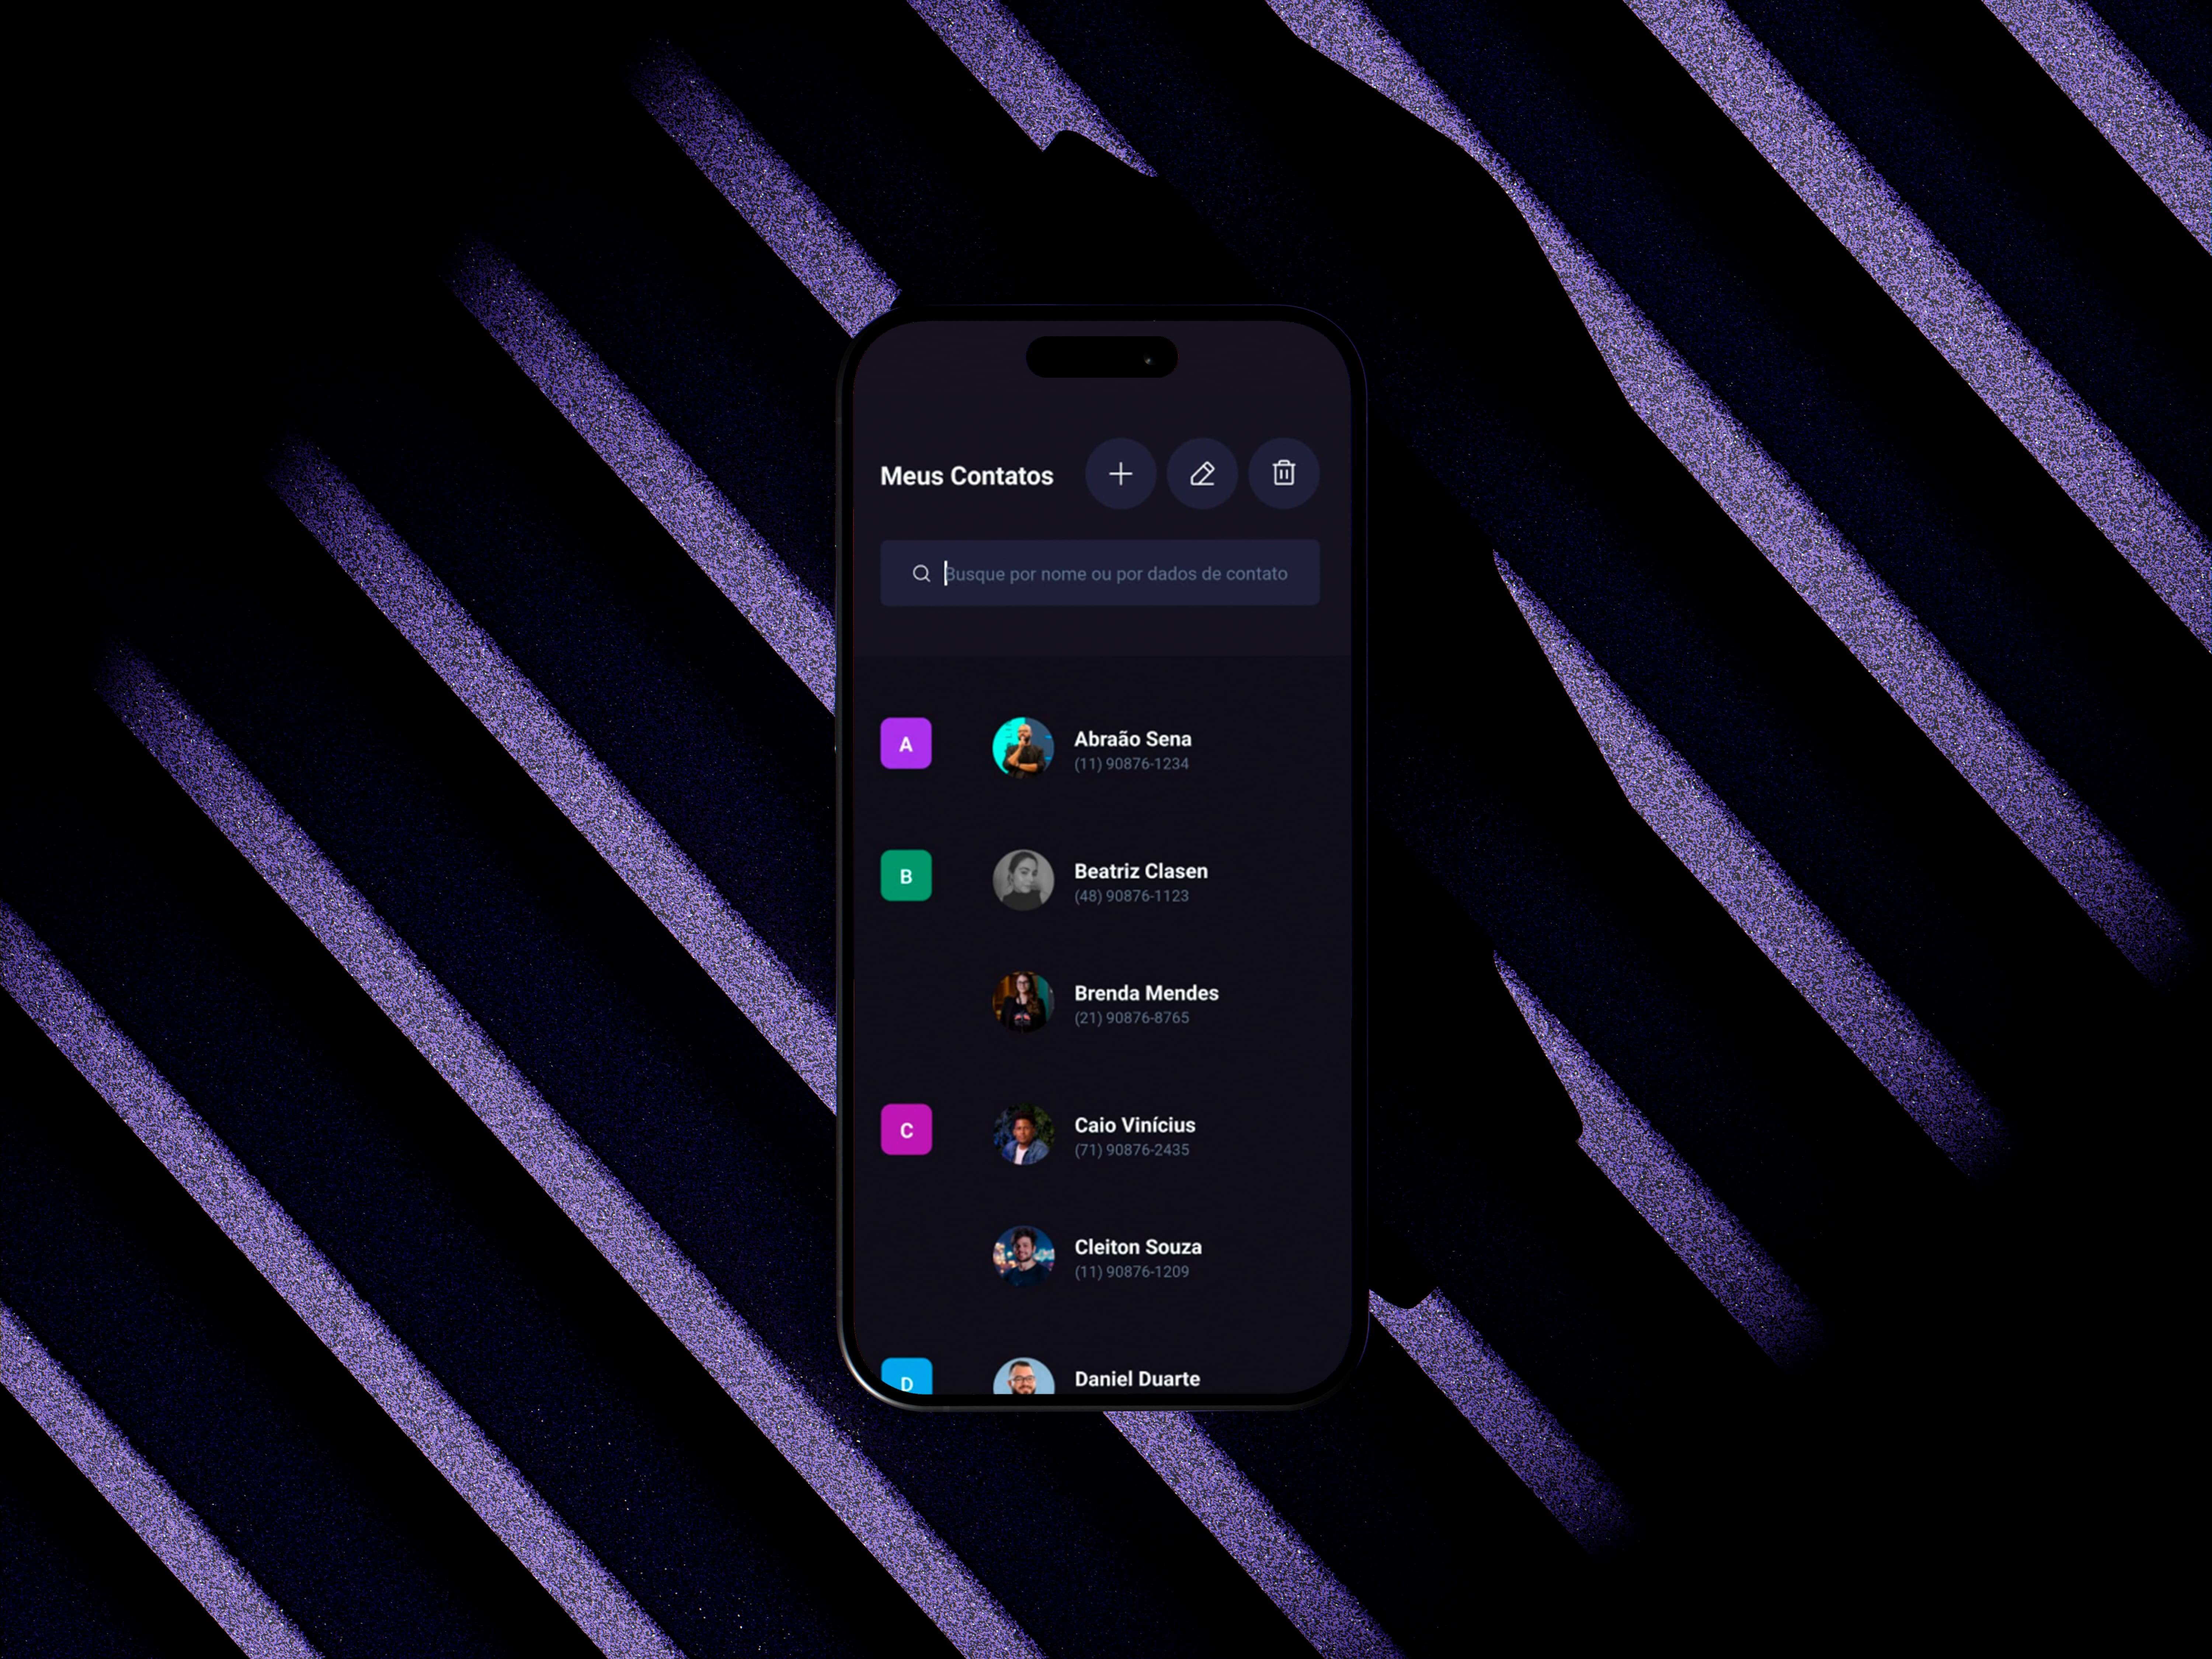 Meus Contatos
Busque por nome ou por dados de contato
A
Abraão Sena
(11) 90876-1234
B
Beatriz Clasen
(48) 90876-1123
Brenda Mendes
(21) 90876-8765
C
Caio Vinícius
(71) 90876-2435
Cleiton Souza
(11) 90876-1209
D
Daniel Duarte